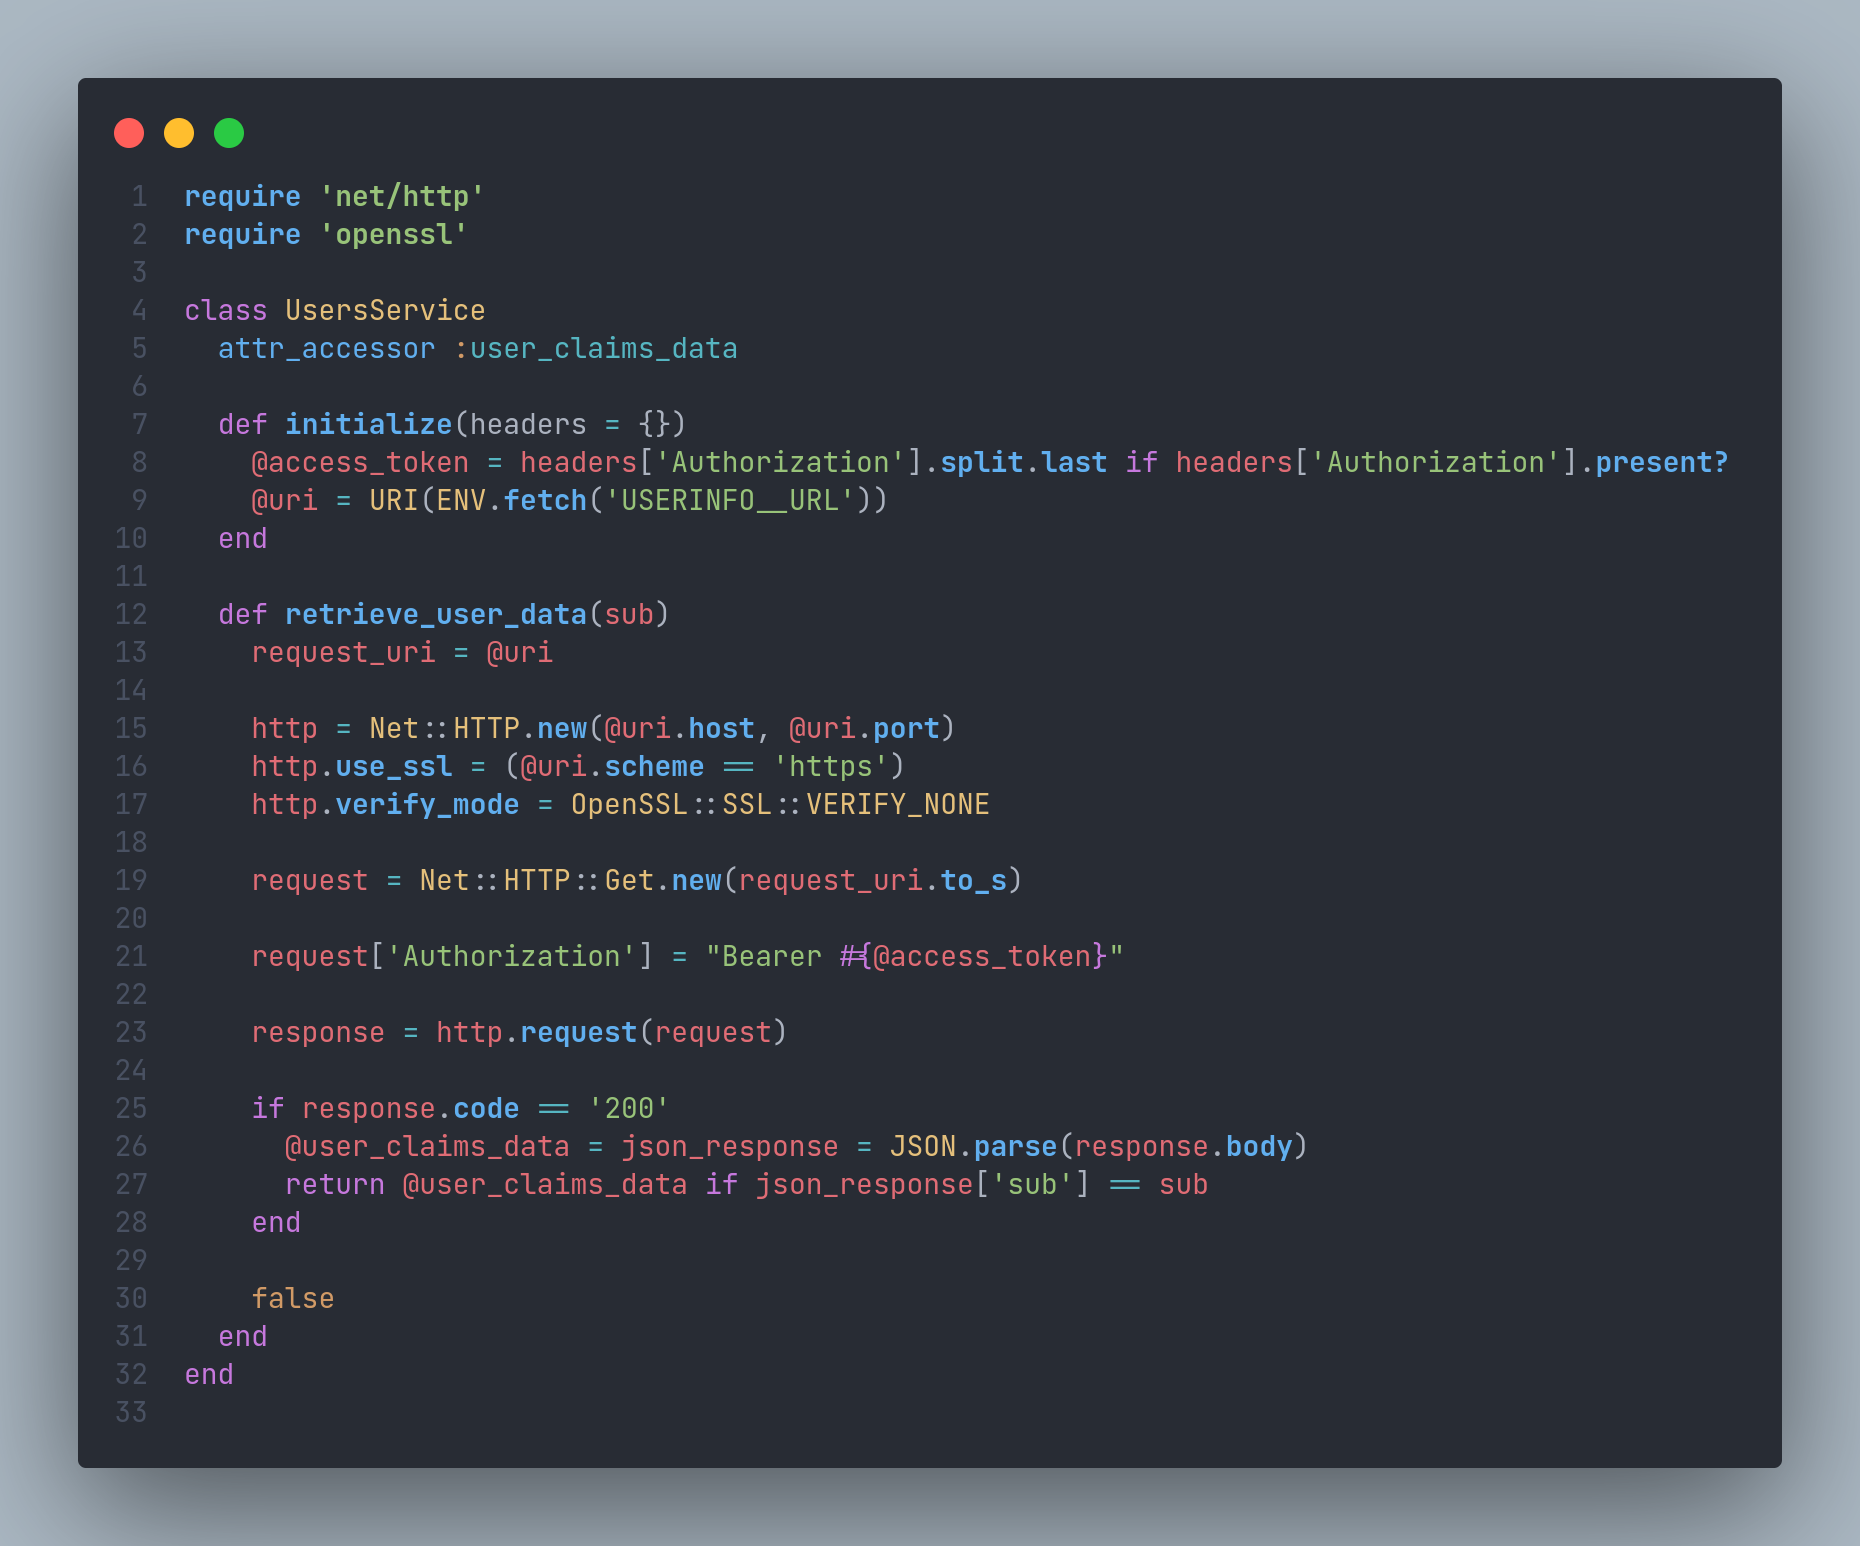 1 require 'net/http'
2 require 'openssl'
3
4 class UsersService
5   attr_accessor :user_claims_data
6
7   def initialize(headers = {})
8     @access_token = headers['Authorization'].split.last if headers['Authorization'].present?
9     @uri = URI(ENV.fetch('USERINFO__URL'))
10   end
11
12   def retrieve_user_data(sub)
13     request_uri = @uri
14
15     http = Net::HTTP.new(@uri.host, @uri.port)
16     http.use_ssl = (@uri.scheme == 'https')
17     http.verify_mode = OpenSSL::SSL::VERIFY_NONE
18
19     request = Net::HTTP::Get.new(request_uri.to_s)
20
21     request['Authorization'] = "Bearer #{@access_token}"
22
23     response = http.request(request)
24
25     if response.code == '200'
26       @user_claims_data = json_response = JSON.parse(response.body)
27       return @user_claims_data if json_response['sub'] == sub
28     end
29
30     false
31   end
32 end
33